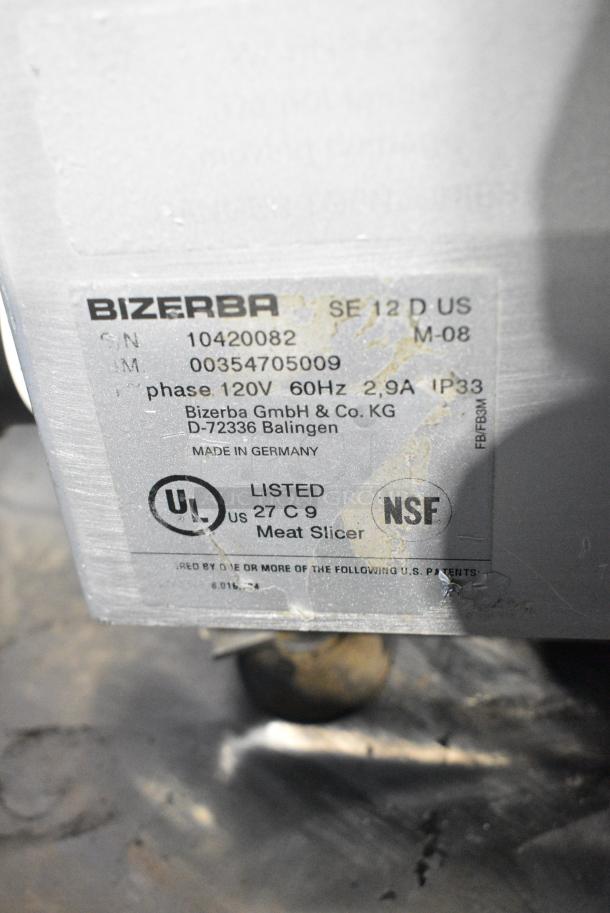 BIZERBA SE 12 D US
S/N 10420082 M-08
00354705009
phase 120V 60Hz 2,9A IP33
Bizerba GmbH & Co. KG
D-72336 Balingen
MADE IN GERMANY
FB/FB3M
UL US LISTED
27 C 9
Meat Slicer
NSF
BY ONE OR MORE OF THE FOLLOWING U.S. PATENTS: